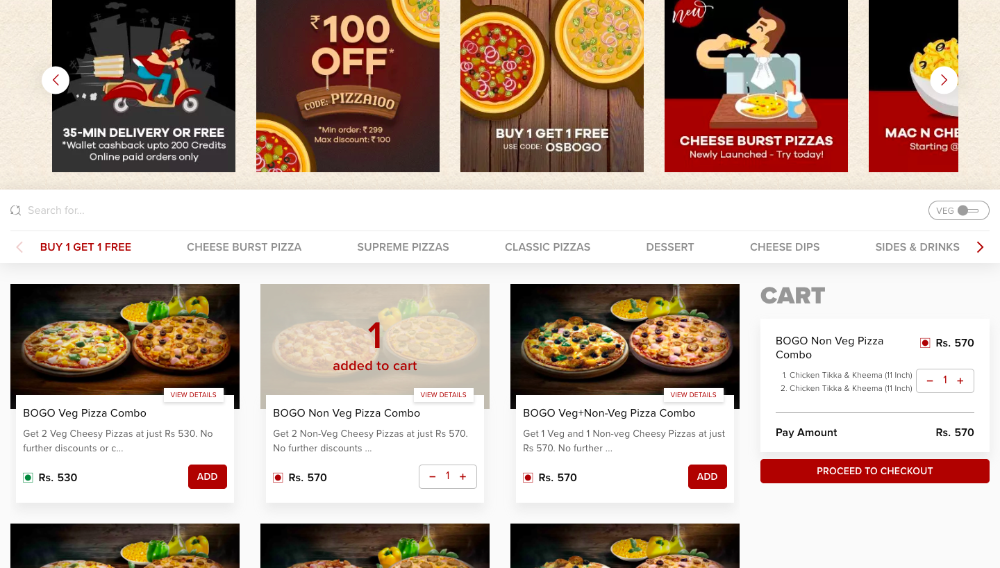 35-MIN DELIVERY OR FREE
*Wallet cashback upto 200 Credits
Online paid orders only
₹100
OFF*
CODE: PIZZA100
*Min order: ₹ 299
Max discount: ₹ 100
BUY 1 GET 1 FREE
USE CODE: OSBOGO
new
CHEESE BURST PIZZAS
Newly Launched - Try today!
MAC N CHE
Starting @
Search for...
VEG
BUY 1 GET 1 FREE
CHEESE BURST PIZZA
SUPREME PIZZAS
CLASSIC PIZZAS
DESSERT
CHEESE DIPS
SIDES & DRINKS
VIEW DETAILS
BOGO Veg Pizza Combo
Get 2 Veg Cheesy Pizzas at just Rs 530. No
further discounts or c...
Rs. 530
ADD
1
added to cart
VIEW DETAILS
BOGO Non Veg Pizza Combo
Get 2 Non-Veg Cheesy Pizzas at just Rs 570.
No further discounts ...
Rs. 570
− 1 +
VIEW DETAILS
BOGO Veg+Non-Veg Pizza Combo
Get 1 Veg and 1 Non-veg Cheesy Pizzas at just
Rs 570. No further ...
Rs. 570
ADD
CART
BOGO Non Veg Pizza
Combo
Rs. 570
1. Chicken Tikka & Kheema (11 Inch)
2. Chicken Tikka & Kheema (11 Inch)
− 1 +
Pay Amount
Rs. 570
PROCEED TO CHECKOUT